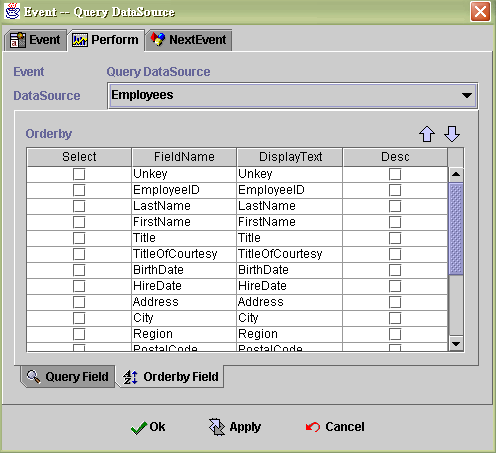 Event -- Query DataSource
Event Perform NextEvent
Event Query DataSource
DataSource Employees
Orderby
Select FieldName DisplayText Desc
Unkey Unkey
EmployeeID EmployeeID
LastName LastName
FirstName FirstName
Title Title
TitleOfCourtesy TitleOfCourtesy
BirthDate BirthDate
HireDate HireDate
Address Address
City City
Region Region
PostalCode PostalCode
Query Field Orderby Field
Ok Apply Cancel